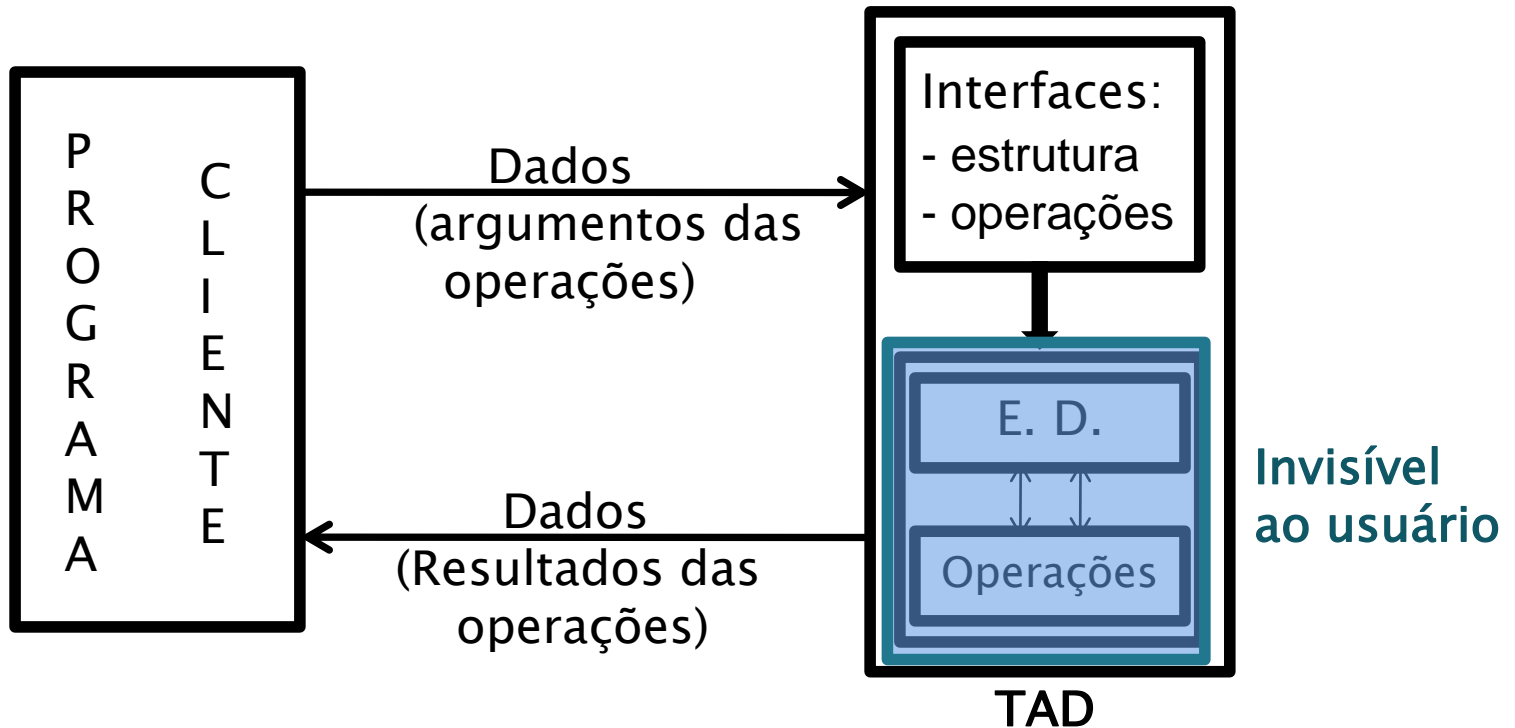 PROGRAMA
CLIENTE
Dados
(argumentos das
operações)
Dados
(Resultados das
operações)
Interfaces:
- estrutura
- operações
E. D.
Operações
Invisível
ao usuário
TAD